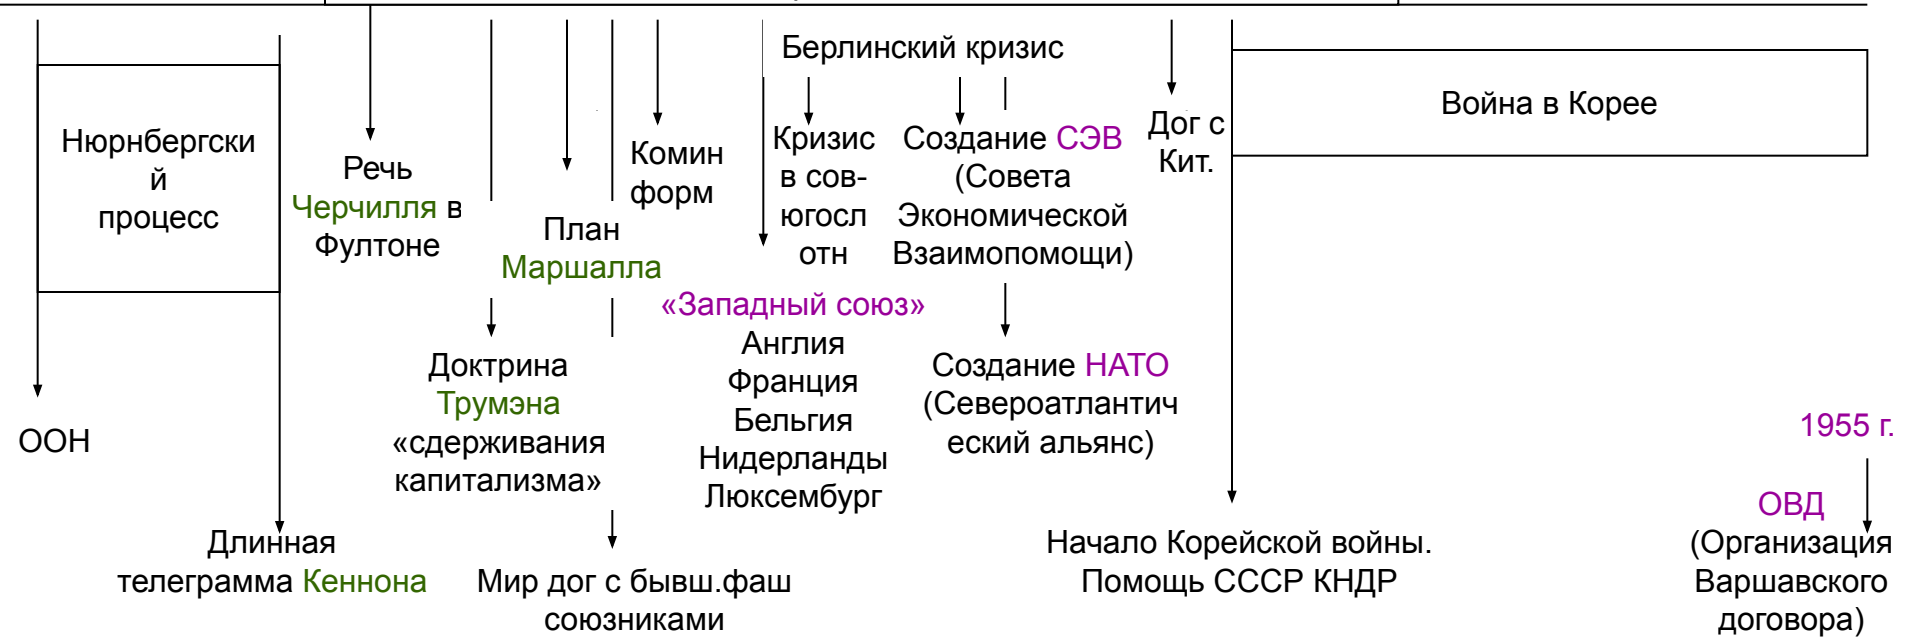 Берлинский кризис
Нюрнбергски
й
процесс
Речь
Черчилля в
Фултоне
План
Маршалла
Комин
форм
Кризис
в сов-
югосл
отн
Создание СЭВ
(Совета
Экономической
Взаимопомощи)
Дог с
Кит.
Война в Корее
«Западный союз»
Англия
Франция
Бельгия
Нидерланды
Люксембург
Доктрина
Трумэна
«сдерживания
капитализма»
Создание НАТО
(Североатлантич
еский альянс)
ООН
1955 г.
ОВД
(Организация
Варшавского
договора)
Длинная
телеграмма Кеннона
Мир дог с бывш.фаш
союзниками
Начало Корейской войны.
Помощь СССР КНДР